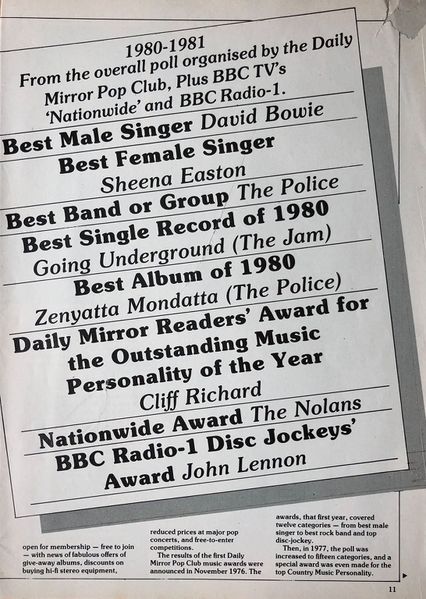 1980-1981
From the overall poll organised by the Daily
Mirror Pop Club, Plus BBC TV's
'Nationwide' and BBC Radio-1.
Best Male Singer David Bowie
Best Female Singer
Sheena Easton
Best Band or Group The Police
Best Single Record of 1980
Going Underground (The Jam)
Best Album of 1980
Zenyatta Mondatta (The Police)
Daily Mirror Readers' Award for
the Outstanding Music
Personality of the Year
Cliff Richard
Nationwide Award The Nolans
BBC Radio-1 Disc Jockeys'
Award John Lennon
open for membership — free to join
— with news of fabulous offers of
give-away albums, discounts on
buying hi-fi stereo equipment,
reduced prices at major pop
concerts, and free-to-enter
competitions.
The results of the first Daily
Mirror Pop Club music awards were
announced in November 1976. The
awards, that first year, covered
twelve categories — from best male
singer to best rock band and top
disc-jockey.
Then, in 1977, the poll was
increased to fifteen categories, and a
special award was even made for the
top Country Music Personality.
11